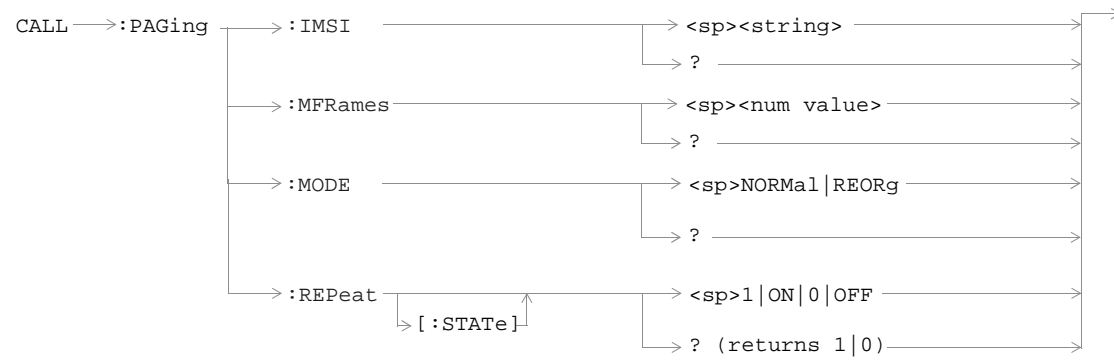 CALL :PAGing :IMSI <sp><string>
?
:MFRames <sp><num value>
?
:MODE <sp>NORMal|REORg
?
:REPeat <sp>1|ON|0|OFF
[:STATe]
? (returns 1|0)